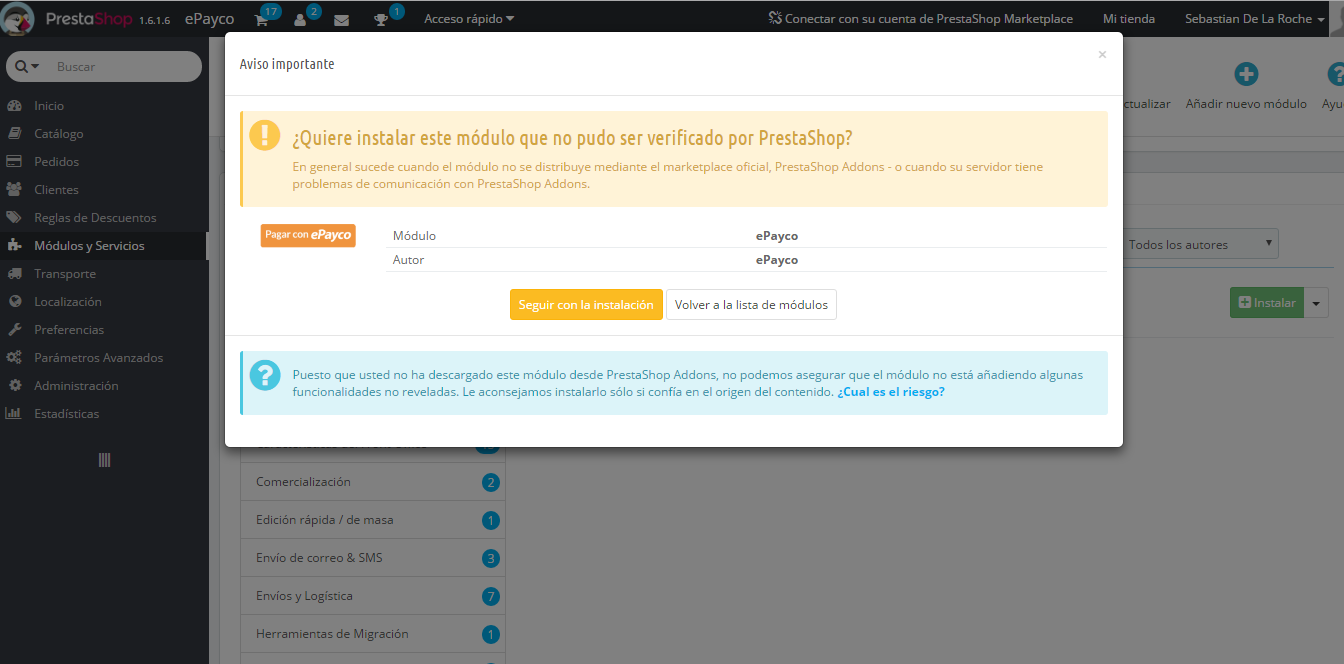 PrestaShop 1.6.1.6 ePayco 17 2 1 Acceso rápido Conectar con su cuenta de PrestaShop Marketplace Mi tienda Sebastian De La Roche
Buscar
Inicio
Catálogo
Pedidos
Clientes
Reglas de Descuentos
Módulos y Servicios
Transporte
Localización
Preferencias
Parámetros Avanzados
Administración
Estadísticas
Aviso importante
×
¿Quiere instalar este módulo que no pudo ser verificado por PrestaShop?
En general sucede cuando el módulo no se distribuye mediante el marketplace oficial, PrestaShop Addons - o cuando su servidor tiene
problemas de comunicación con PrestaShop Addons.
Pagar con ePayco
Módulo ePayco
Autor ePayco
Seguir con la instalación Volver a la lista de módulos
Puesto que usted no ha descargado este módulo desde PrestaShop Addons, no podemos asegurar que el módulo no está añadiendo algunas
funcionalidades no reveladas. Le aconsejamos instalarlo sólo si confía en el origen del contenido. ¿Cual es el riesgo?
ctualizar Añadir nuevo módulo Ayu
Todos los autores
Instalar
Comercialización 2
Edición rápida / de masa 1
Envío de correo & SMS 3
Envíos y Logística 7
Herramientas de Migración 1